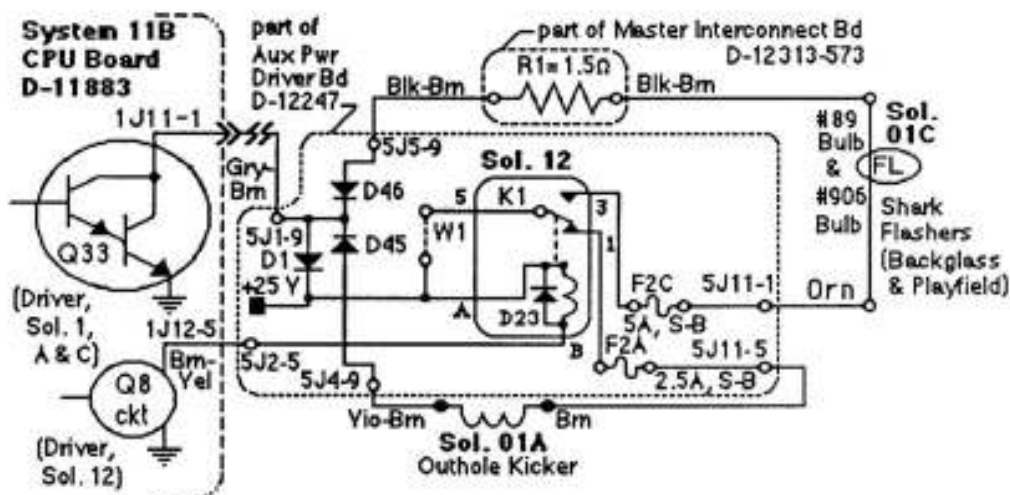 System 11B
CPU Board
D-11883
part of
Aux Pwr
Driver Bd
D-12247
part of Master Interconnect Bd
D-12313-573
R1=1.5Ω
Blk-Brn
Blk-Brn
1J11-1
5J5-9
Gry-
Brn
Sol. 12
#89
Bulb
&
#906
Bulb
Sol.
01C
FL
D46
5
K1
3
Q33
5J1-9
D45
W1
1
Shark
Flashers
(Backglass
& Playfield)
D1
+25 V
(Driver,
Sol. 1,
A & C)
A
D23
F2C
5J11-1
Orn
1J12-5
5A, S-B
B
F2A
5J11-5
Brn-
Yel
5J2-5
Q8
ckt
5J4-9
2.5A, S-B
Ylo-Brn
Brn
(Driver,
Sol. 12)
Sol. 01A
Outhole Kicker